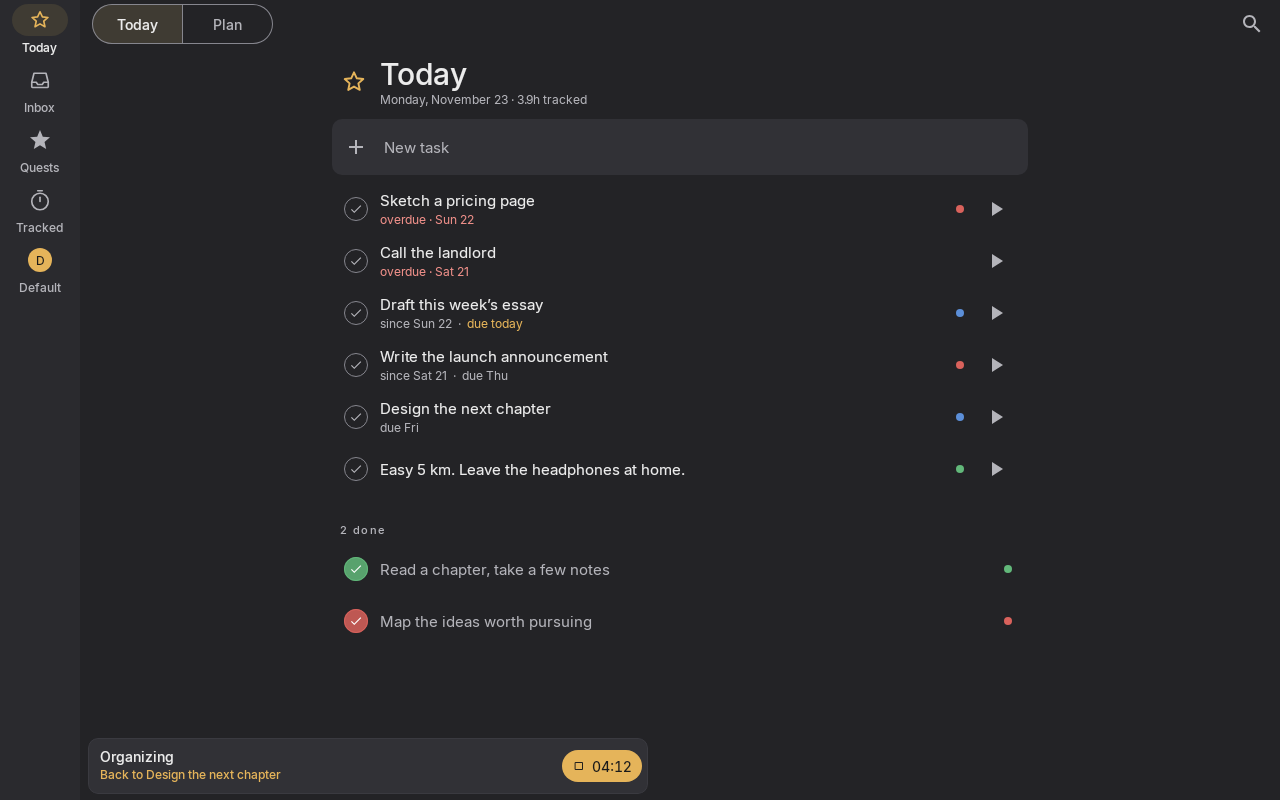 Today
Inbox
Quests
Tracked
D
Default
Today
Plan
Today
Monday, November 23 · 3.9h tracked
New task
Sketch a pricing page
overdue · Sun 22
Call the landlord
overdue · Sat 21
Draft this week’s essay
since Sun 22 · due today
Write the launch announcement
since Sat 21 · due Thu
Design the next chapter
due Fri
Easy 5 km. Leave the headphones at home.
2 done
Read a chapter, take a few notes
Map the ideas worth pursuing
Organizing
Back to Design the next chapter
04:12